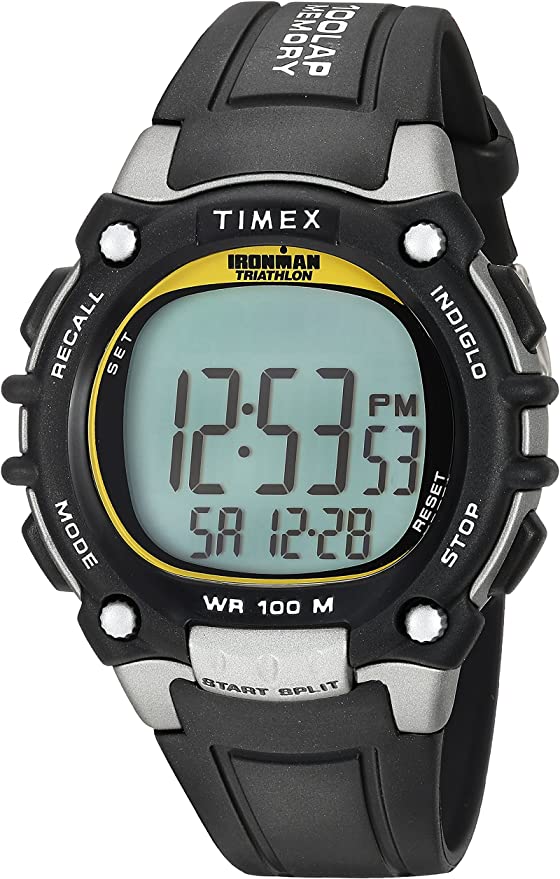 100LAP
MEMORY
TIMEX
IRONMAN
TRIATHLON
RECALL
SET
INDIGLO
12:53 PM
53
SA 12-28
MODE
RESET
STOP
WR 100 M
START SPLIT